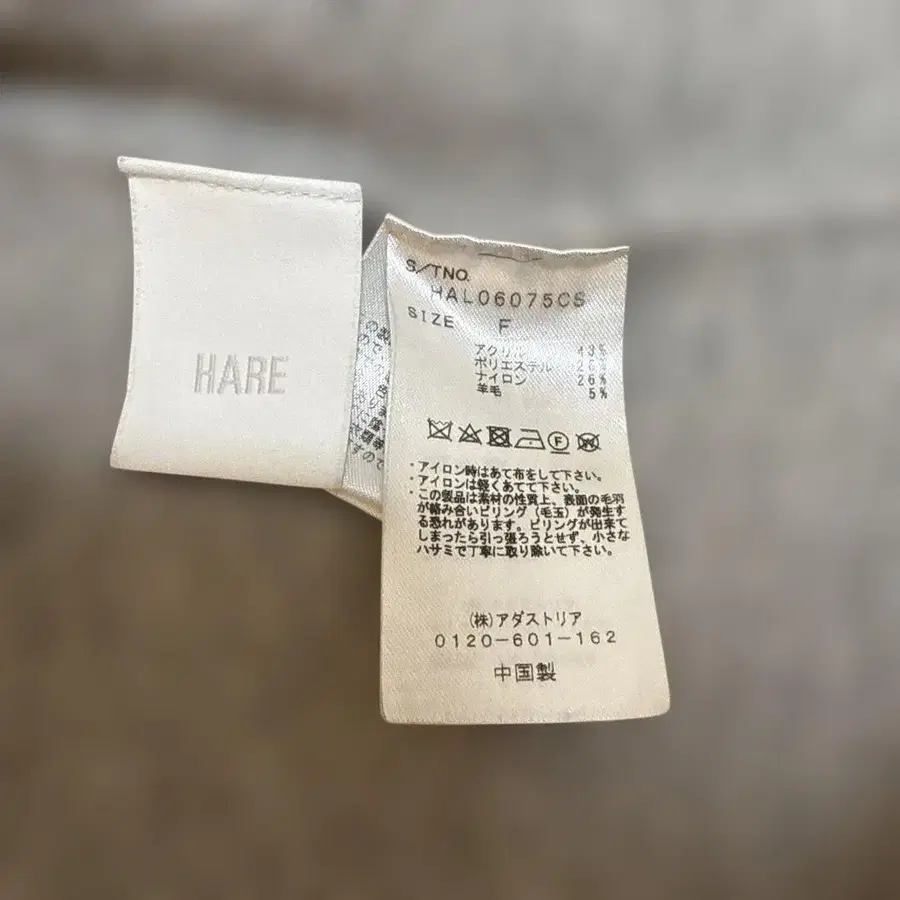 HARE
S/TNO.
HAL06075CS
SIZE F
アクリル 43%
ポリエステル 26%
ナイロン 26%
羊毛 5%
・アイロン時はあて布をして下さい。
・アイロンは軽くあてて下さい。
・この製品は素材の性質上、表面の毛羽
が絡み合いピリング(毛玉)が発生す
る恐れがあります。ピリングが出来て
しまったら引っ張ろうとせず、小さな
ハサミで丁寧に取り除いて下さい。
(株)アダストリア
0120-601-162
中国製